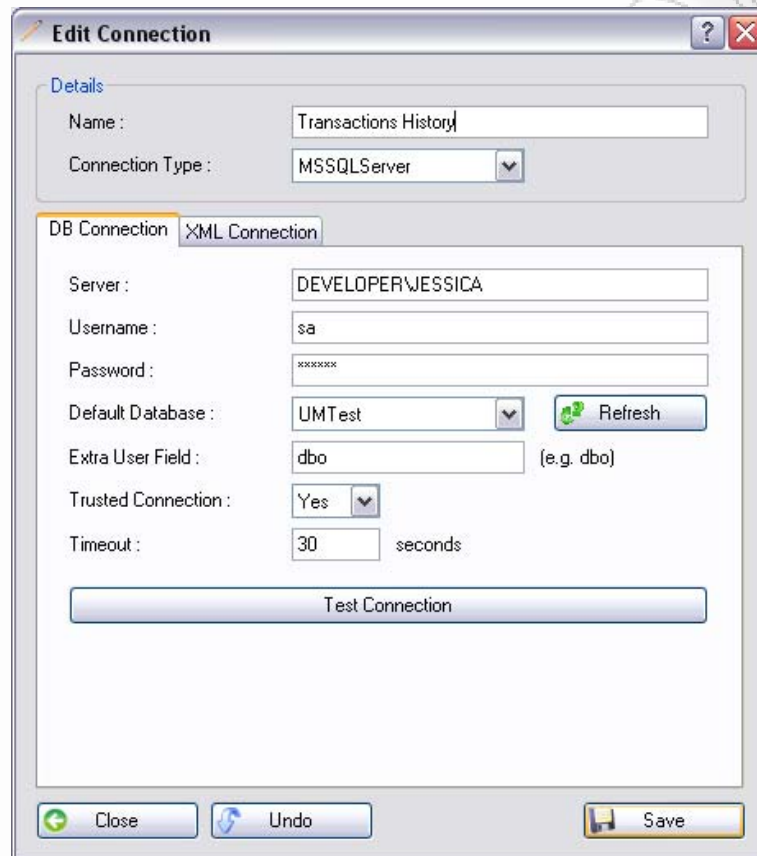 Edit Connection
Details
Name : Transactions History
Connection Type : MSSQLServer
DB Connection XML Connection
Server : DEVELOPER\JESSICA
Username : sa
Password : ××××××
Default Database : UMTest Refresh
Extra User Field : dbo (e.g. dbo)
Trusted Connection : Yes
Timeout : 30 seconds
Test Connection
Close Undo Save